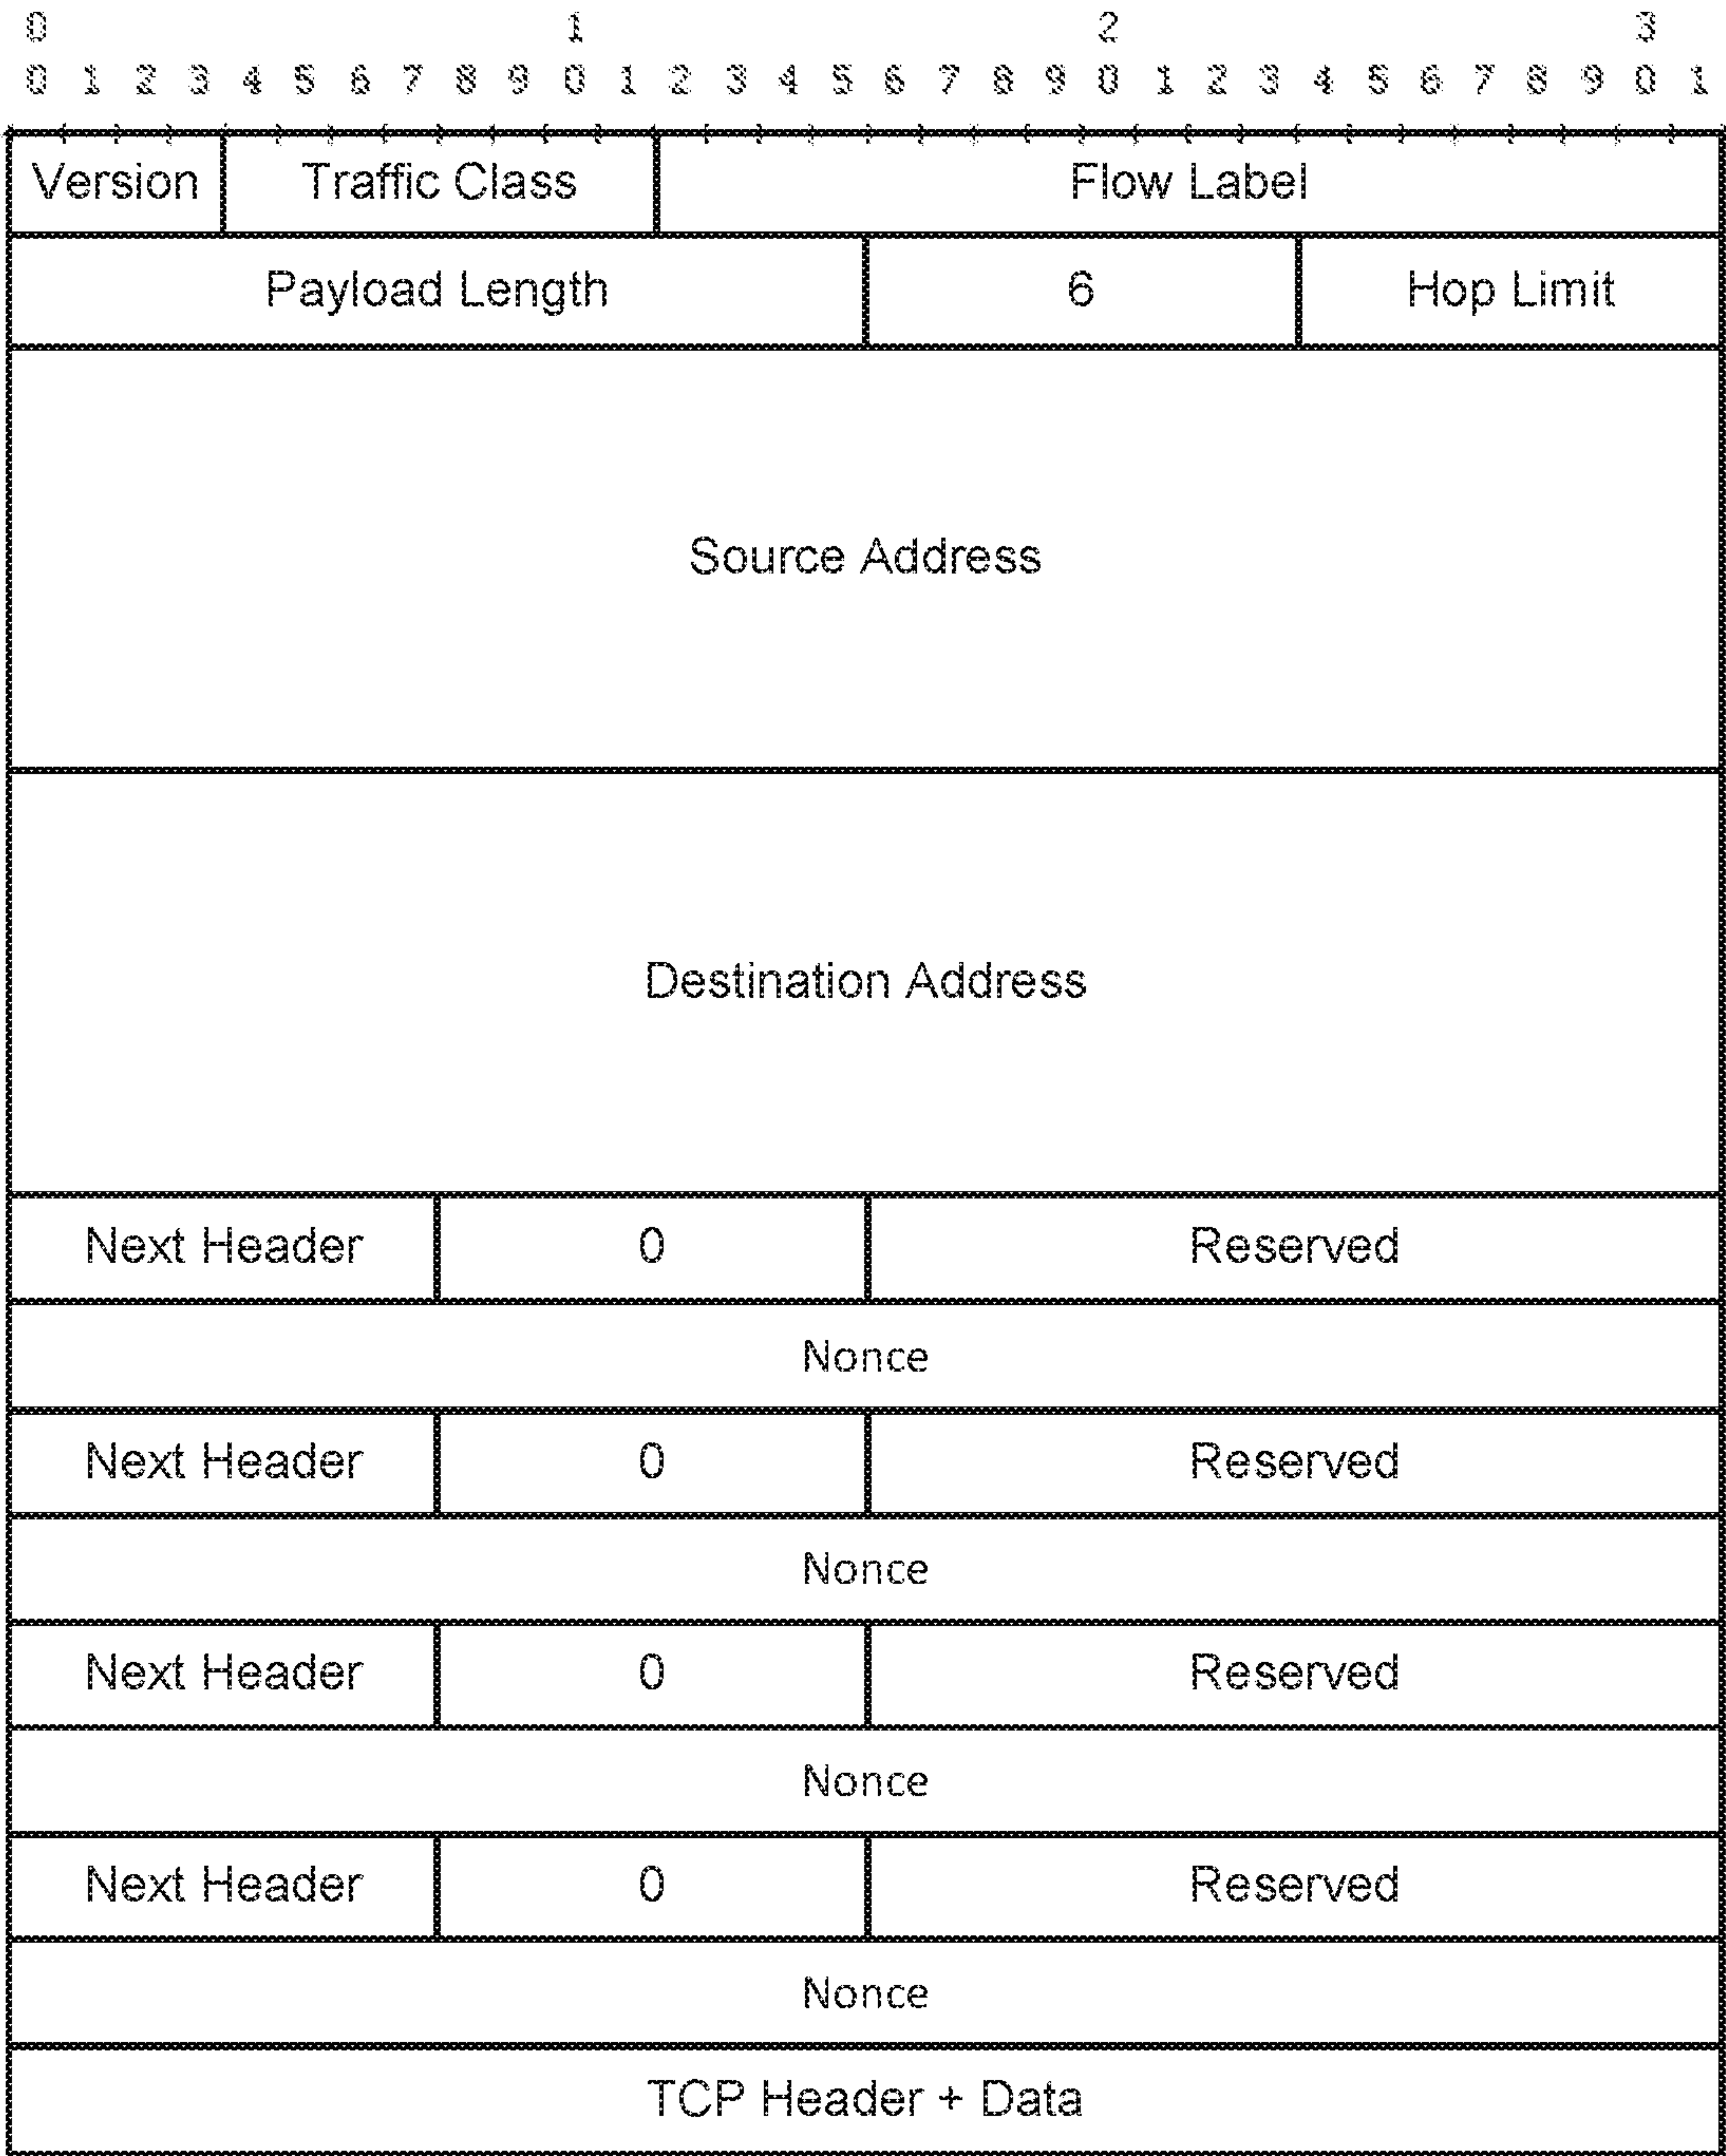 0 1 2 3
0 1 2 3 4 5 6 7 8 9 0 1 2 3 4 5 6 7 8 9 0 1 2 3 4 5 6 7 8 9 0 1
Version Traffic Class Flow Label
Payload Length 6 Hop Limit
Source Address
Destination Address
Next Header 0 Reserved
Nonce
Next Header 0 Reserved
Nonce
Next Header 0 Reserved
Nonce
Next Header 0 Reserved
Nonce
TCP Header + Data